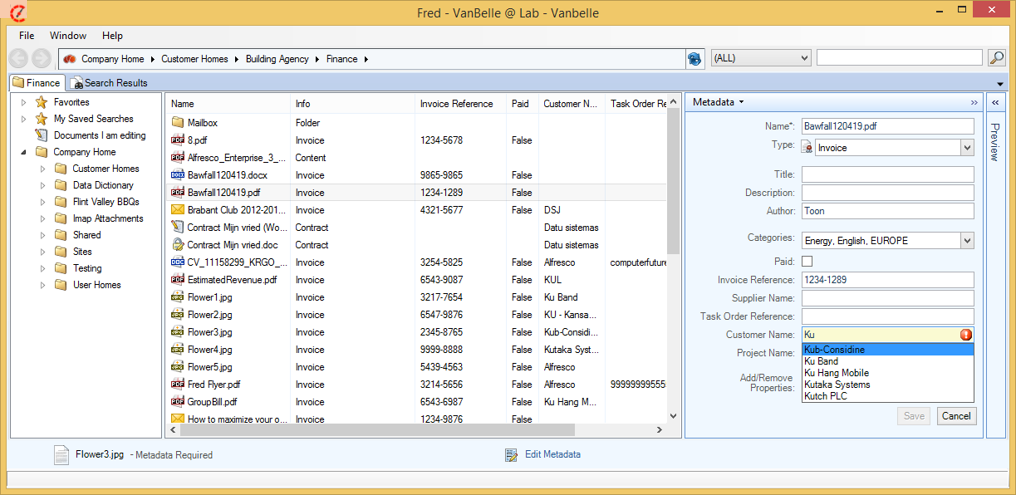 Fred - VanBelle @ Lab - Vanbelle
File Window Help
Company Home Customer Homes Building Agency Finance (ALL)
Finance Search Results
Favorites
My Saved Searches
Documents I am editing
Company Home
Customer Homes
Data Dictionary
Flint Valley BBQs
Imap Attachments
Shared
Sites
Testing
User Homes
Name Info Invoice Reference Paid Customer N... Task Order Re
Mailbox Folder
8.pdf Invoice 1234-5678 False
Alfresco_Enterprise_3_... Content
Bawfall120419.docx Invoice 9865-9865 False
Bawfall120419.pdf Invoice 1234-1289 False
Brabant Club 2012-201... Invoice 4321-5677 False DSJ
Contract Mijn vried (Wo... Contract Datu sistemas
Contract Mijn vried.doc Contract Datu sistemas
CV_11158299_KRGO_... Invoice 3254-5825 False Alfresco computerfuture
EstimatedRevenue.pdf Invoice 6543-9087 False KUL
Flower1.jpg Invoice 3217-7654 False Ku Band
Flower2.jpg Invoice 6547-9876 False KU - Kansa...
Flower3.jpg Invoice 2345-8765 False Kub-Considi...
Flower4.jpg Invoice 9999-8888 False Kutaka Syst...
Flower5.jpg Invoice 5439-4563 False Alfresco
Fred Flyer.pdf Invoice 3214-5656 False Alfresco 99999999555
GroupBill.pdf Invoice 6543-6987 False Ku Hang M...
How to maximize your o... Invoice 1234-9876 False
Metadata
Name*: Bawfall120419.pdf
Type: Invoice
Title:
Description:
Author: Toon
Categories: Energy, English, EUROPE
Paid:
Invoice Reference: 1234-1289
Supplier Name:
Task Order Reference:
Customer Name: Ku
Project Name:
Add/Remove
Properties:
Kub-Considine
Ku Band
Ku Hang Mobile
Kutaka Systems
Kutch PLC
Save Cancel
Preview
Flower3.jpg - Metadata Required Edit Metadata